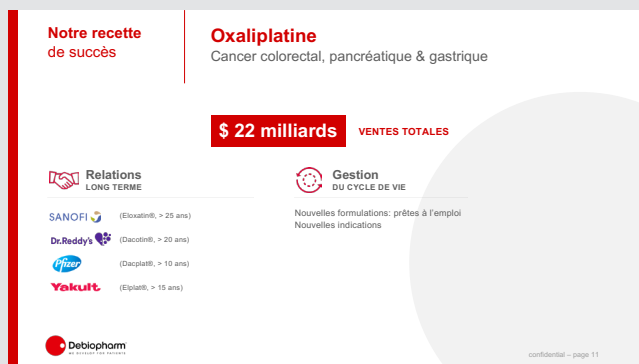 Notre recette
de succès
Oxaliplatine
Cancer colorectal, pancréatique & gastrique
$ 22 milliards
VENTES TOTALES
Relations
LONG TERME
SANOFI
(Eloxatin®, > 25 ans)
Dr.Reddy's
(Dacotin®, > 20 ans)
Pfizer
(Dacplat®, > 10 ans)
Yakult
(Elplat®, > 15 ans)
Gestion
DU CYCLE DE VIE
Nouvelles formulations: prêtes à l'emploi
Nouvelles indications
Debiopharm
WE DEVELOP FOR PATIENTS
confidential – page 11